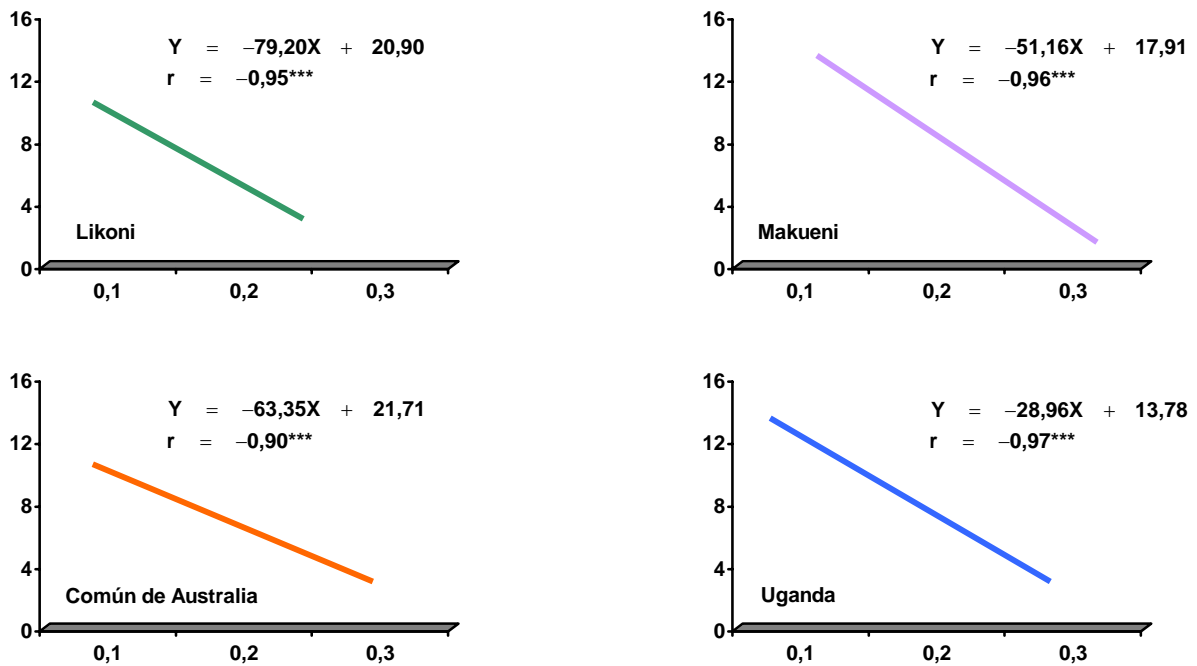 16
12
8
4
0
Y = −79,20X + 20,90
r = −0,95***
Likoni
0,1 0,2 0,3
16
12
8
4
0
Y = −51,16X + 17,91
r = −0,96***
Makueni
0,1 0,2 0,3
16
12
8
4
0
Y = −63,35X + 21,71
r = −0,90***
Común de Australia
0,1 0,2 0,3
16
12
8
4
0
Y = −28,96X + 13,78
r = −0,97***
Uganda
0,1 0,2 0,3